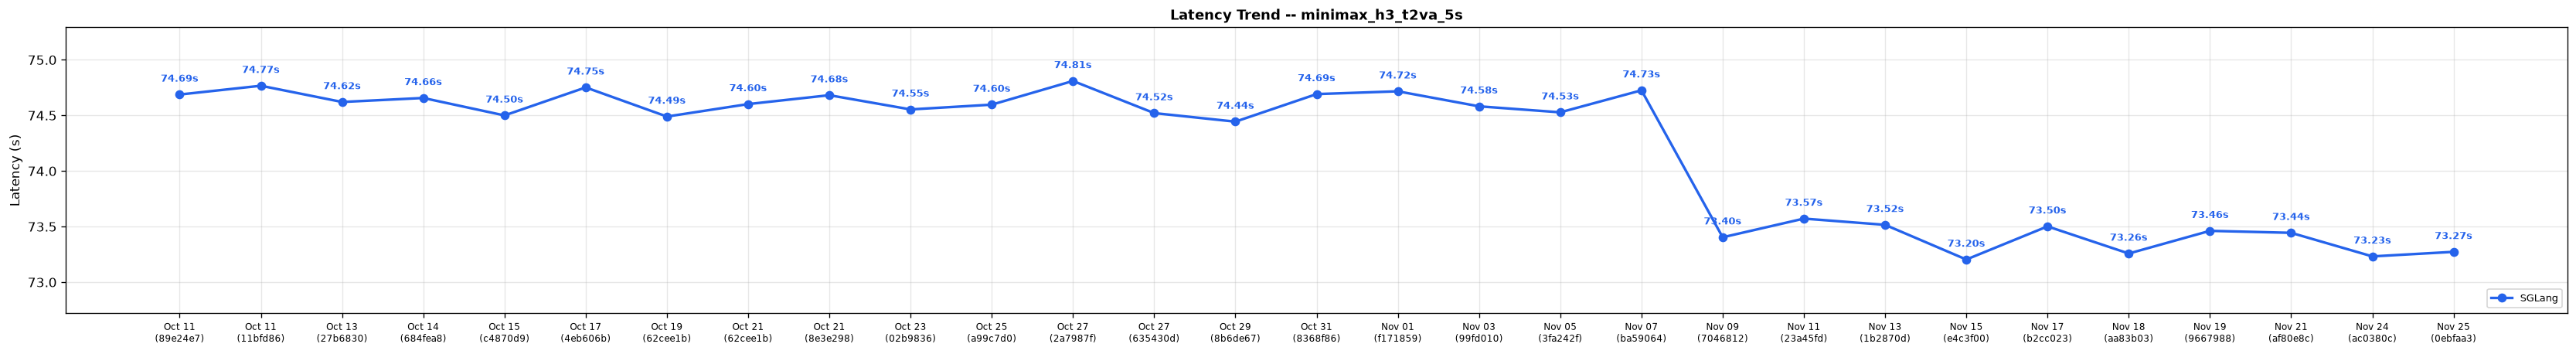 Latency Trend -- minimax_h3_t2va_5s
Latency (s)
75.0
74.5
74.0
73.5
73.0
74.69s
74.77s
74.62s
74.66s
74.50s
74.75s
74.49s
74.60s
74.68s
74.55s
74.60s
74.81s
74.52s
74.44s
74.69s
74.72s
74.58s
74.53s
74.73s
73.40s
73.57s
73.52s
73.20s
73.50s
73.26s
73.46s
73.44s
73.23s
73.27s
SGLang
Oct 11
(89e24e7)
Oct 11
(11bfd86)
Oct 13
(27b6830)
Oct 14
(684fea8)
Oct 15
(c4870d9)
Oct 17
(4eb606b)
Oct 19
(62cee1b)
Oct 21
(62cee1b)
Oct 21
(8e3e298)
Oct 23
(02b9836)
Oct 25
(a99c7d0)
Oct 27
(2a7987f)
Oct 27
(635430d)
Oct 29
(8b6de67)
Oct 31
(8368f86)
Nov 01
(f171859)
Nov 03
(99fd010)
Nov 05
(3fa242f)
Nov 07
(ba59064)
Nov 09
(7046812)
Nov 11
(23a45fd)
Nov 13
(1b2870d)
Nov 15
(e4c3f00)
Nov 17
(b2cc023)
Nov 18
(aa83b03)
Nov 19
(9667988)
Nov 21
(af80e8c)
Nov 24
(ac0380c)
Nov 25
(0ebfaa3)